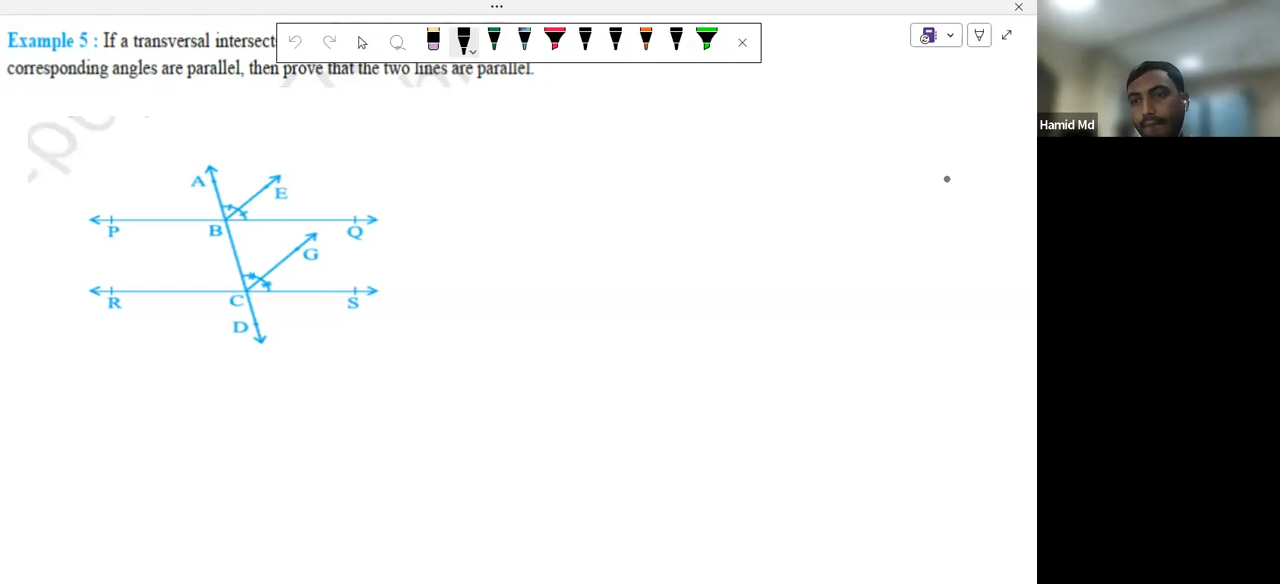 Example 5 : If a transversal intersect
corresponding angles are parallel, then prove that the two lines are parallel.
A
E
P
B
Q
G
R
C
S
D
Hamid Md